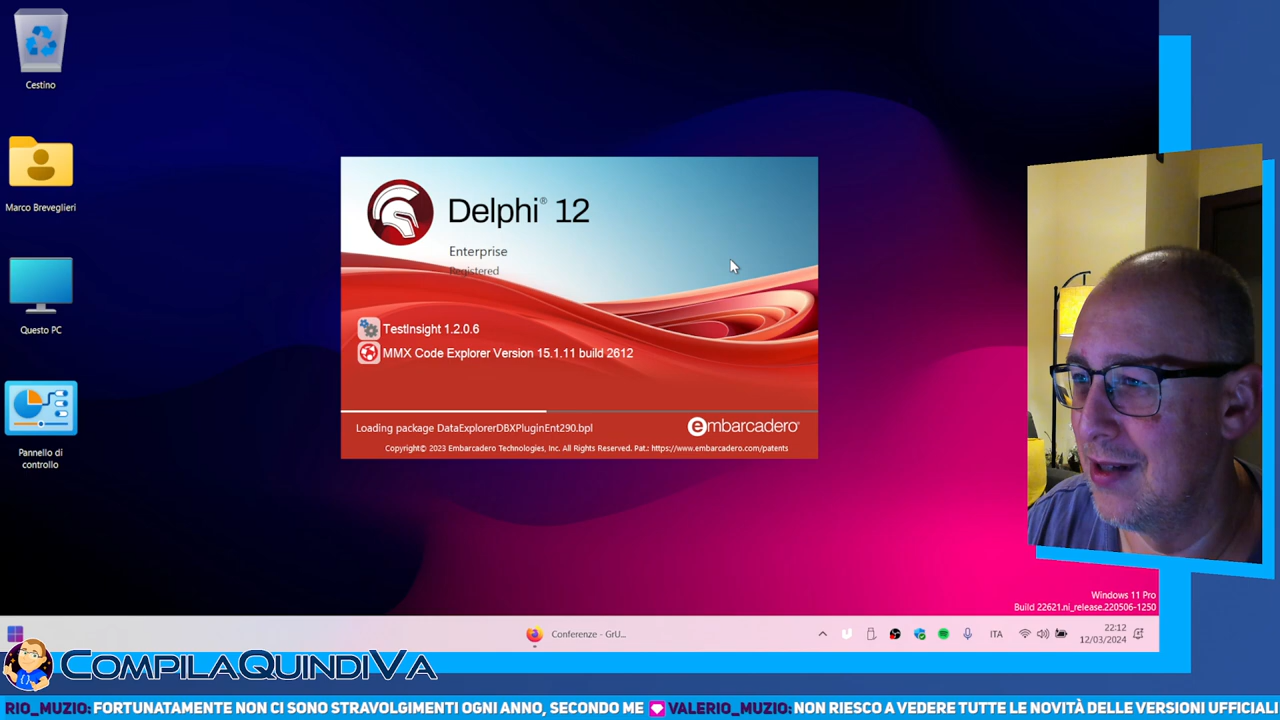 Cestino
Marco Breveglieri
Questo PC
Pannello di
controllo
Delphi® 12
Enterprise
Registered
TestInsight 1.2.0.6
MMX Code Explorer Version 15.1.11 build 2612
Loading package DataExplorerDBXPluginEnt290.bpl
embarcadero®
Copyright© 2023 Embarcadero Technologies, Inc. All Rights Reserved. Pat.: https://www.embarcadero.com/patents
Windows 11 Pro
Build 22621.ni_release.220506-1250
Conferenze - GrU...
ITA
22:12
12/03/2024
COMPILAQUINDIVA
RIO_MUZIO: FORTUNATAMENTE NON CI SONO STRAVOLGIMENTI OGNI ANNO, SECONDO ME VALERIO_MUZIO: NON RIESCO A VEDERE TUTTE LE NOVITÀ DELLE VERSIONI UFFICIALI